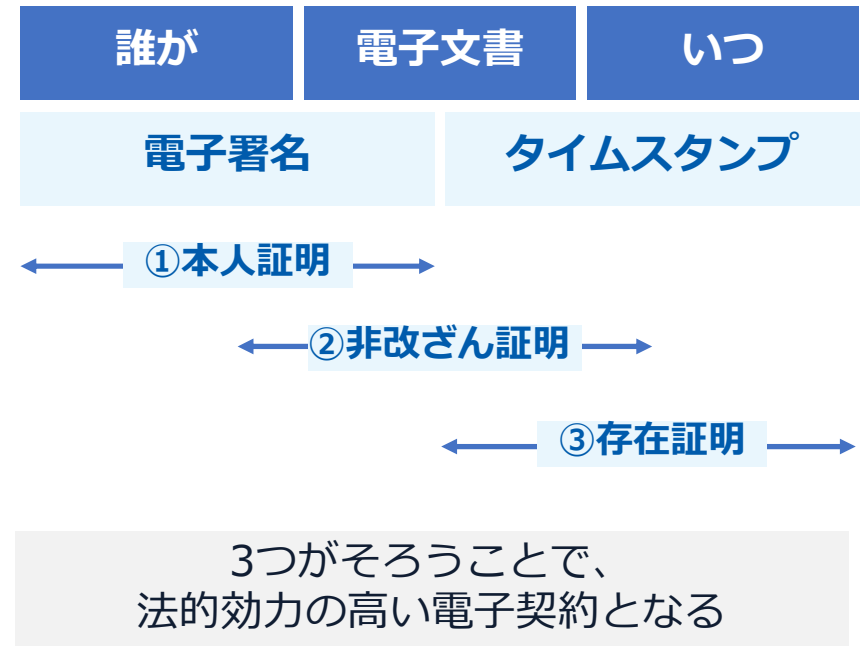 誰が 電子文書 いつ
電子署名 タイムスタンプ
①本人証明
②非改ざん証明
③存在証明
3つがそろうことで、
法的効力の高い電子契約となる